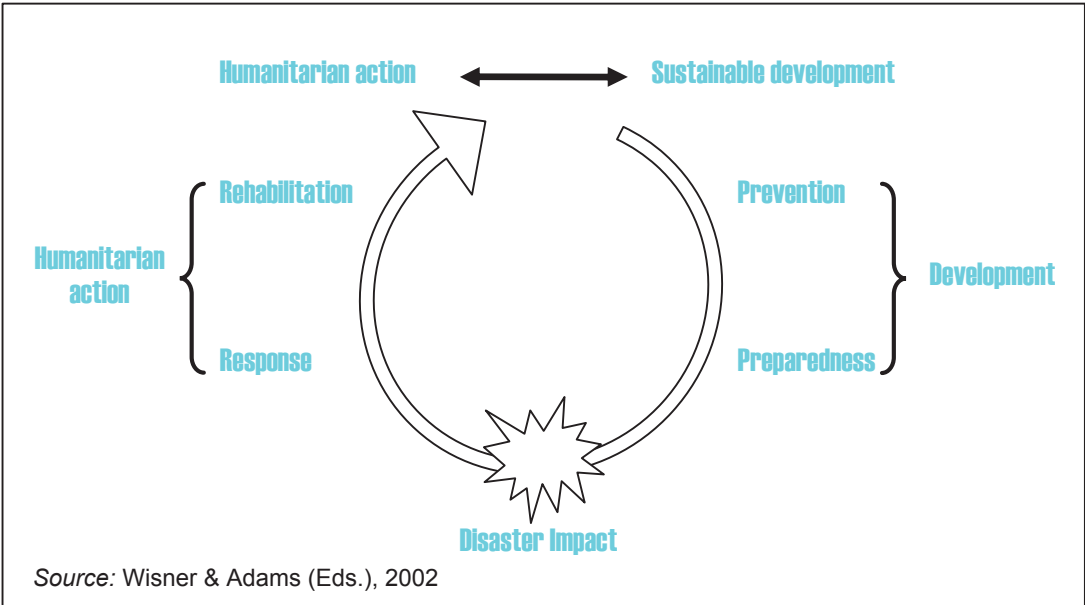 Humanitarian action
Sustainable development
Rehabilitation
Prevention
Humanitarian
action
Development
Response
Preparedness
Disaster Impact
Source: Wisner & Adams (Eds.), 2002